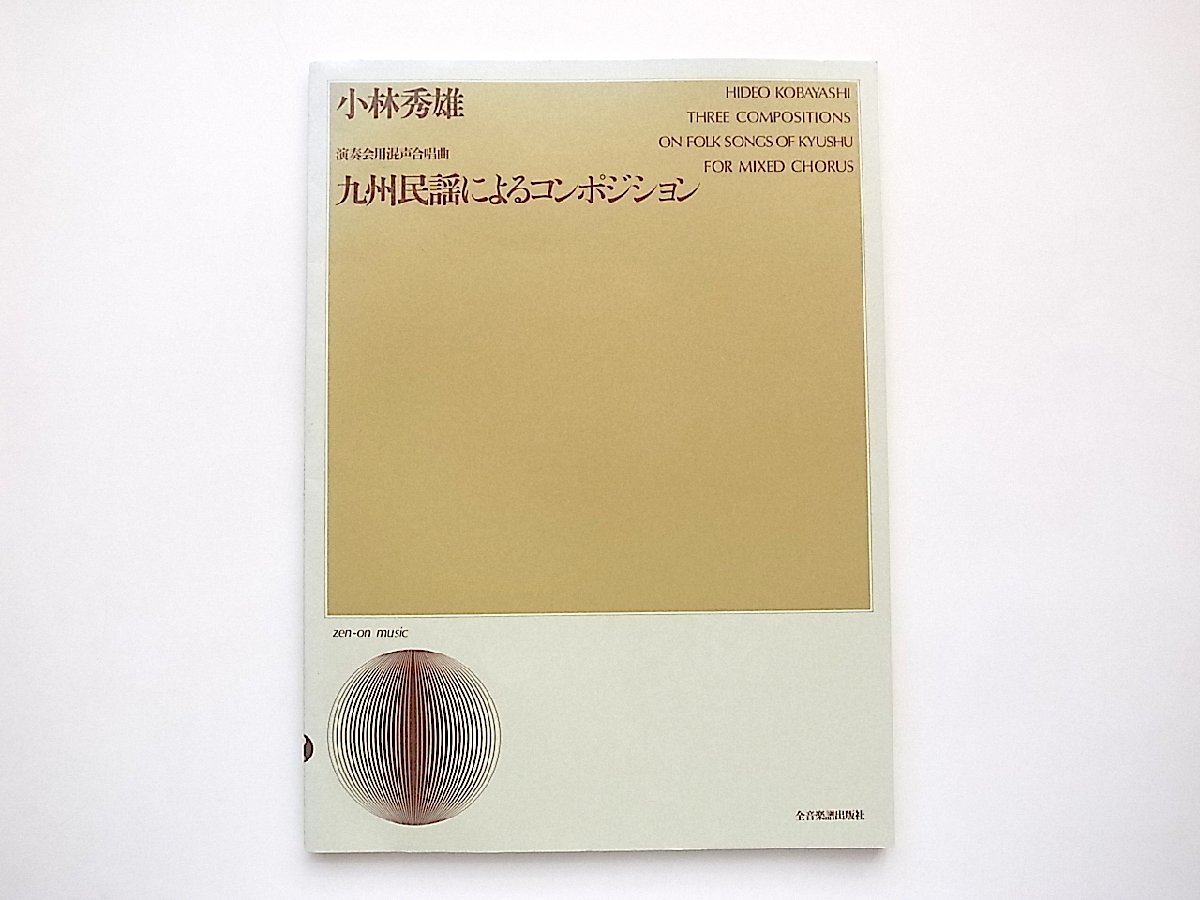 小林秀雄
演奏会用混声合唱曲
九州民謡によるコンポジション
HIDEO KOBAYASHI
THREE COMPOSITIONS
ON FOLK SONGS OF KYUSHU
FOR MIXED CHORUS
zen-on music
全音楽譜出版社